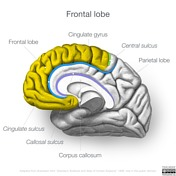 Frontal lobe
Cingulate gyrus
Frontal lobe
Central sulcus
Parietal lobe
Cingulate sulcus
Callosal sulcus
Corpus callosum